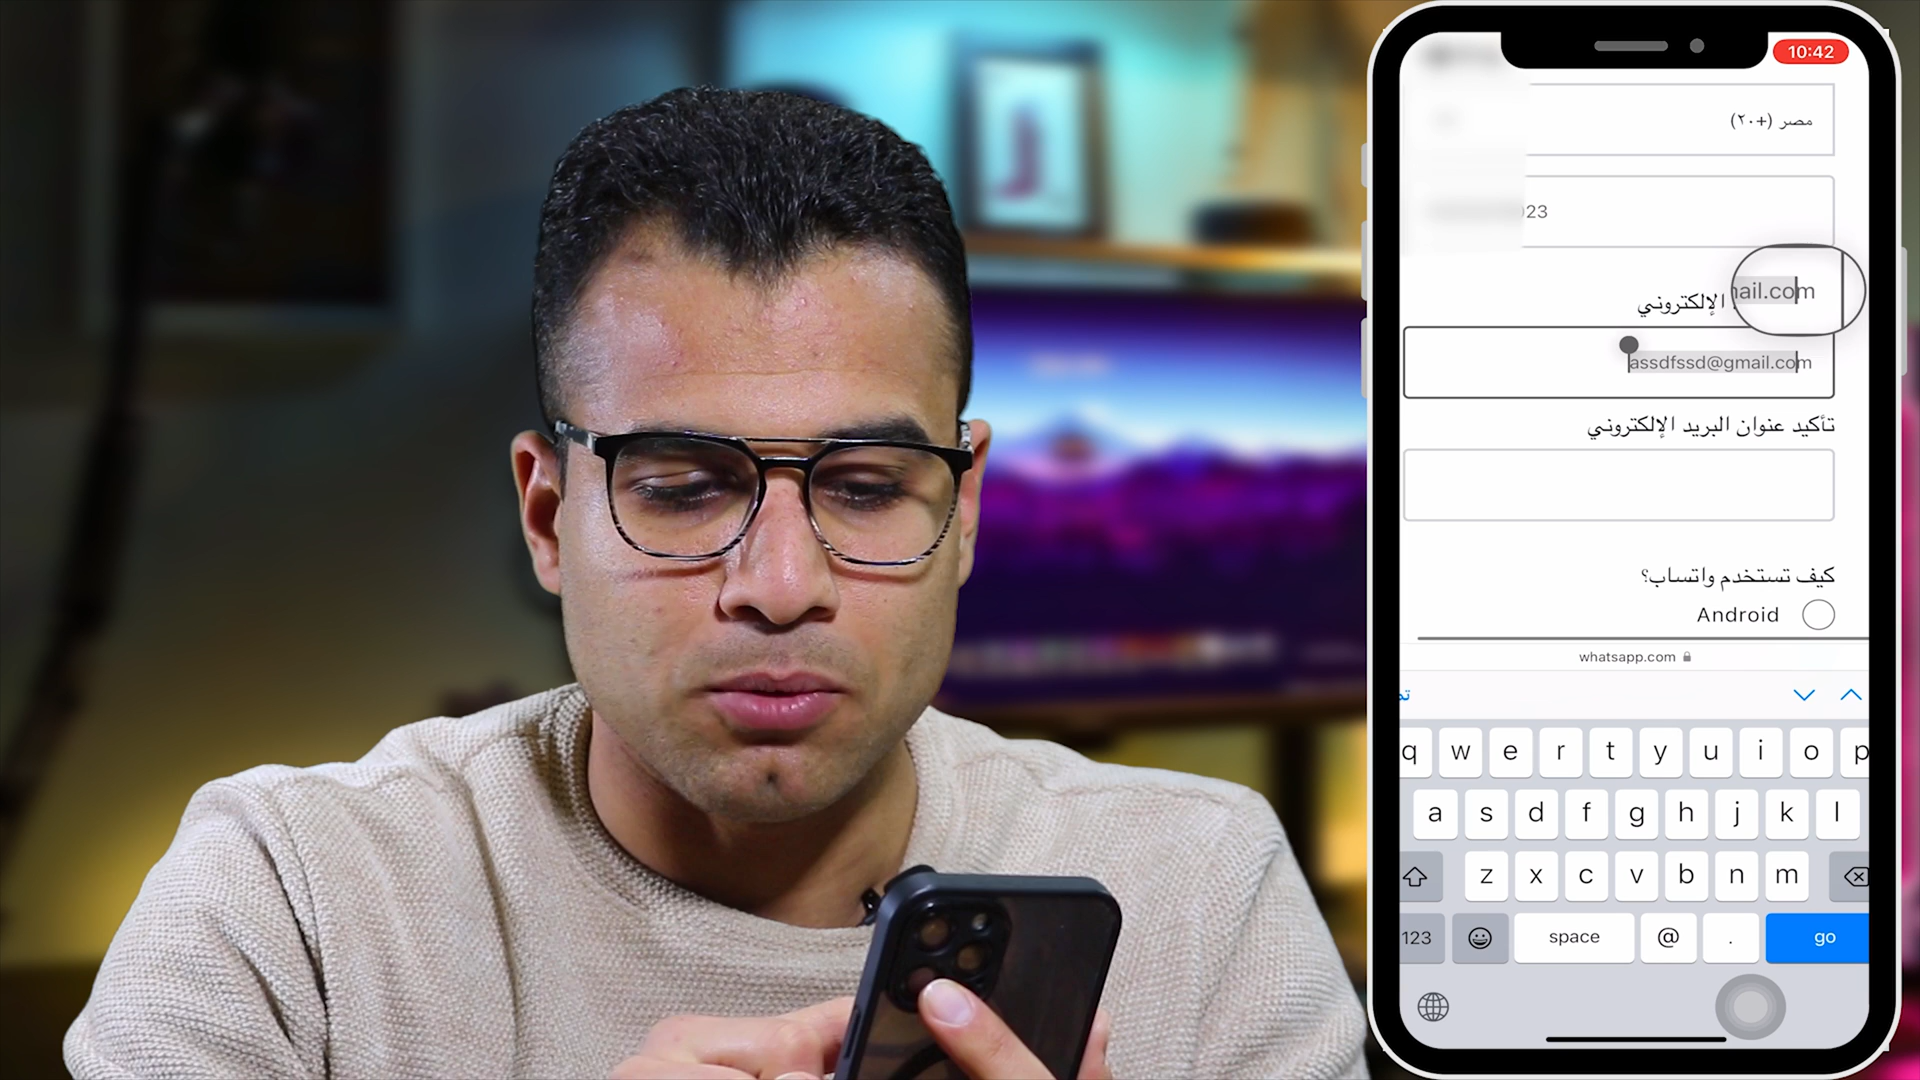 10:42
مصر (+٢٠)
23
الإلكتروني
nail.com
assdfssd@gmail.com
تأكيد عنوان البريد الإلكتروني
كيف تستخدم واتساب؟
Android
whatsapp.com
q w e r t y u i o p
a s d f g h j k l
z x c v b n m
123 space @ . go